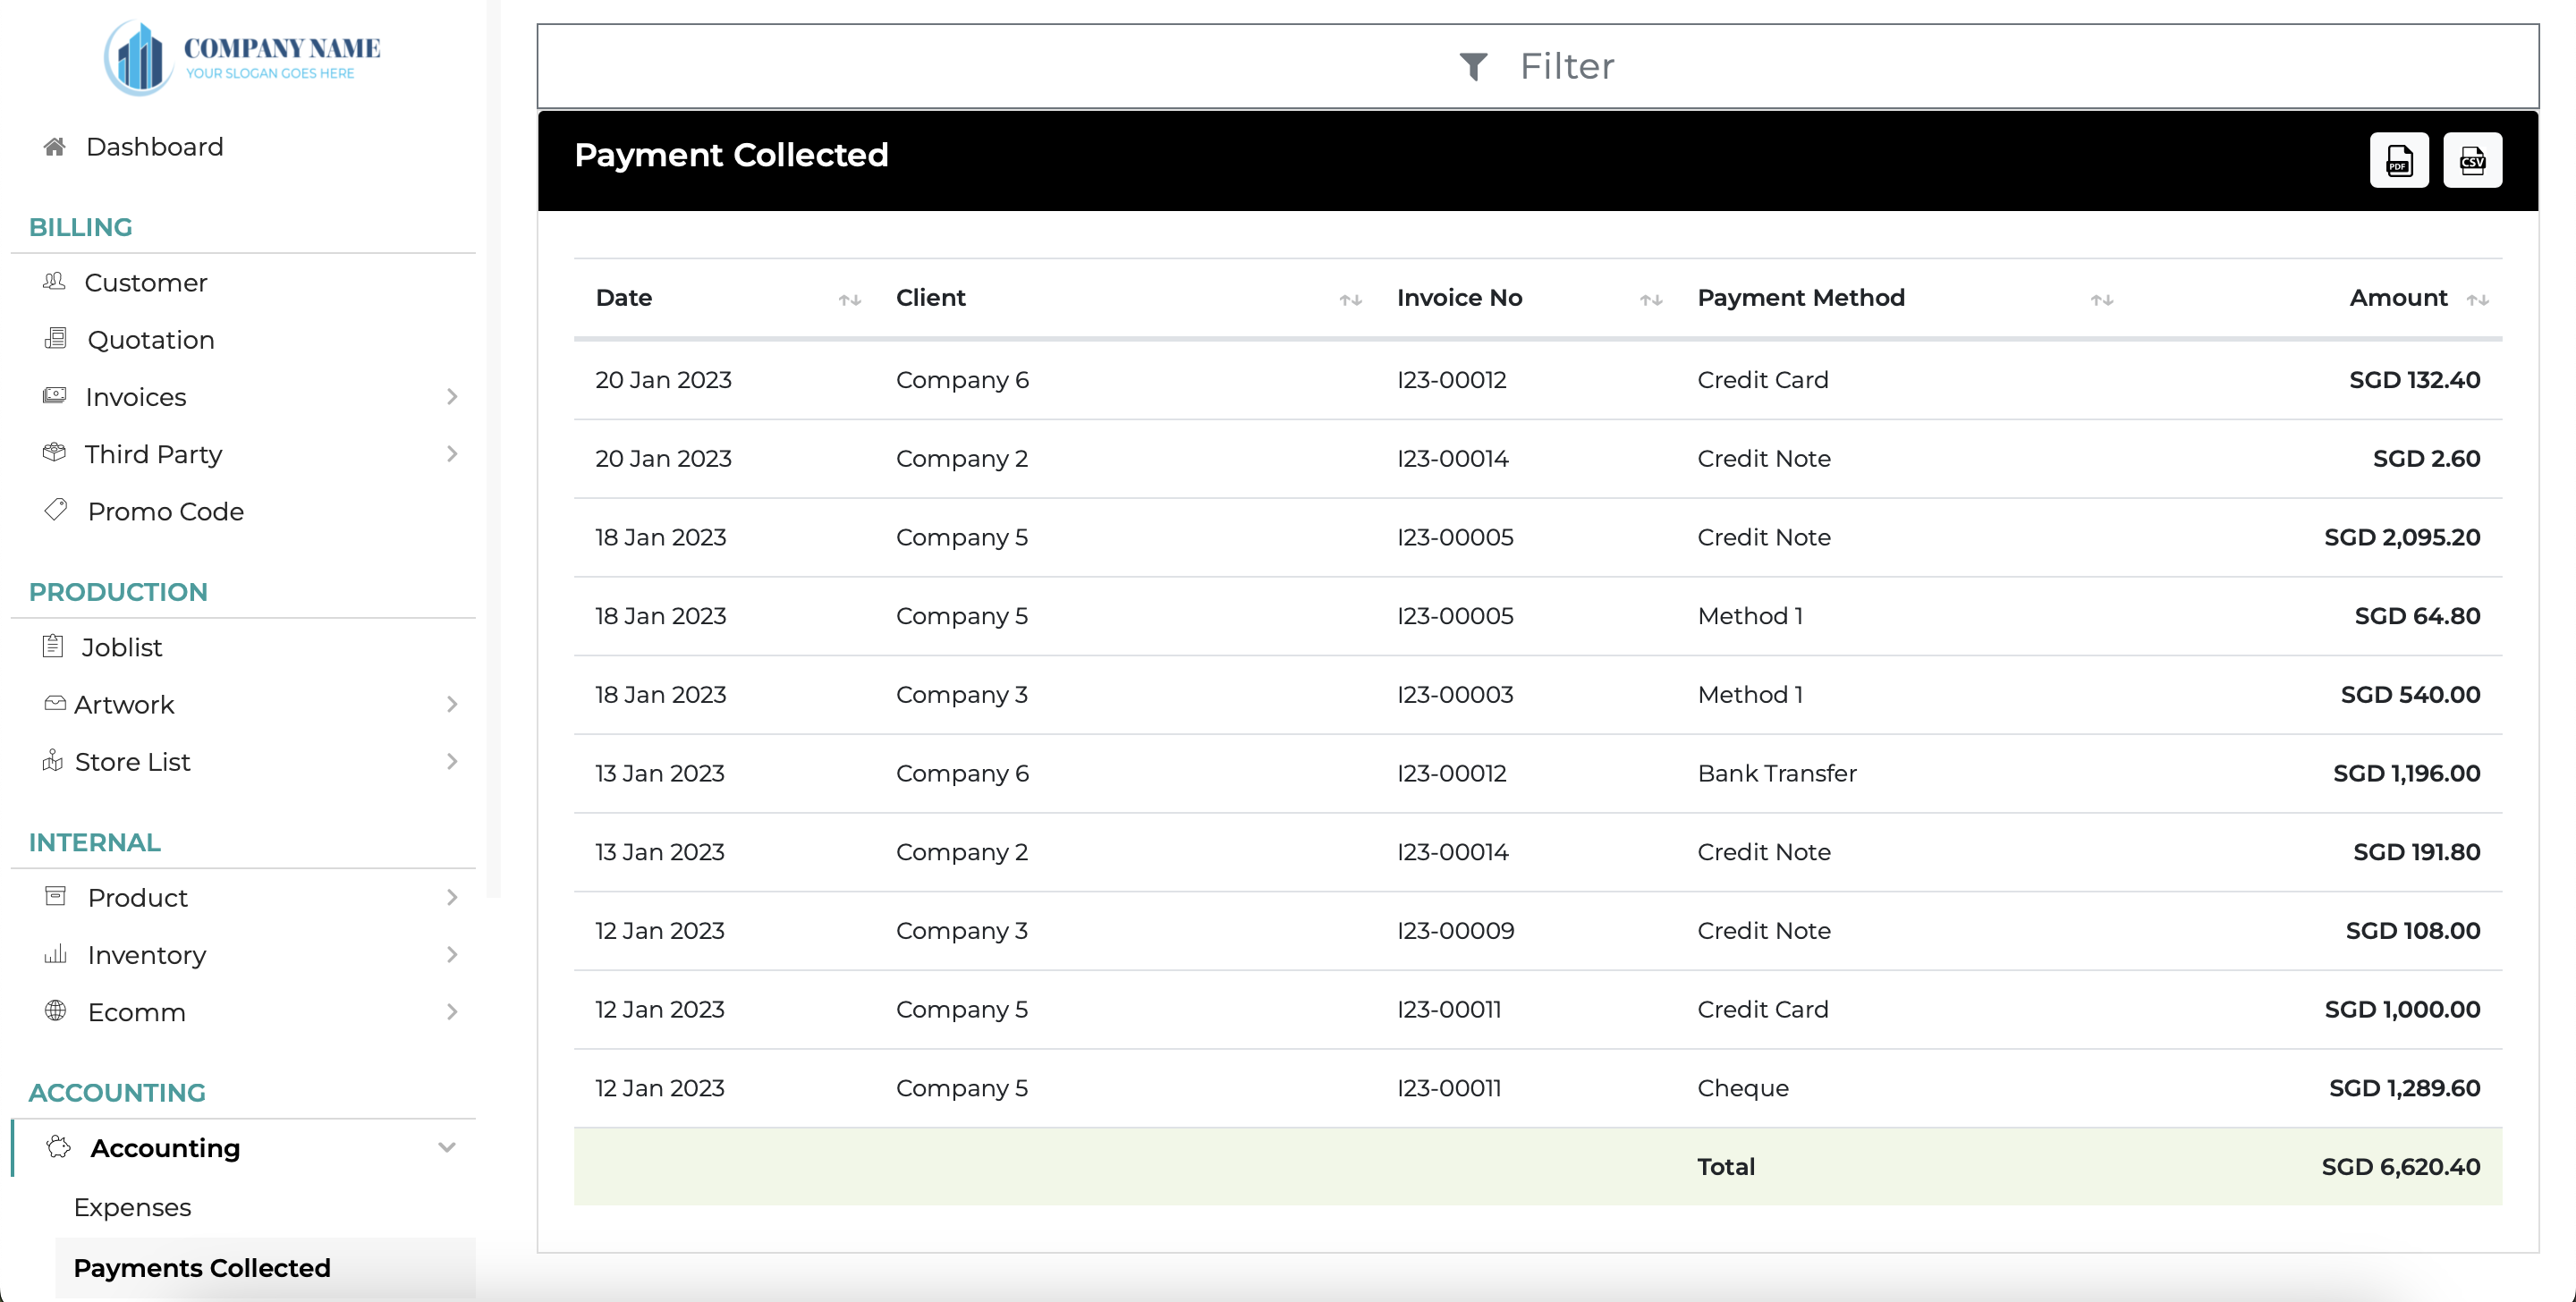 COMPANY NAME
YOUR SLOGAN GOES HERE
Dashboard
BILLING
Customer
Quotation
Invoices
Third Party
Promo Code
PRODUCTION
Joblist
Artwork
Store List
INTERNAL
Product
Inventory
Ecomm
ACCOUNTING
Accounting
Expenses
Payments Collected
Filter
Payment Collected
PDF CSV
Date Client Invoice No Payment Method Amount
20 Jan 2023 Company 6 I23-00012 Credit Card SGD 132.40
20 Jan 2023 Company 2 I23-00014 Credit Note SGD 2.60
18 Jan 2023 Company 5 I23-00005 Credit Note SGD 2,095.20
18 Jan 2023 Company 5 I23-00005 Method 1 SGD 64.80
18 Jan 2023 Company 3 I23-00003 Method 1 SGD 540.00
13 Jan 2023 Company 6 I23-00012 Bank Transfer SGD 1,196.00
13 Jan 2023 Company 2 I23-00014 Credit Note SGD 191.80
12 Jan 2023 Company 3 I23-00009 Credit Note SGD 108.00
12 Jan 2023 Company 5 I23-00011 Credit Card SGD 1,000.00
12 Jan 2023 Company 5 I23-00011 Cheque SGD 1,289.60
Total SGD 6,620.40